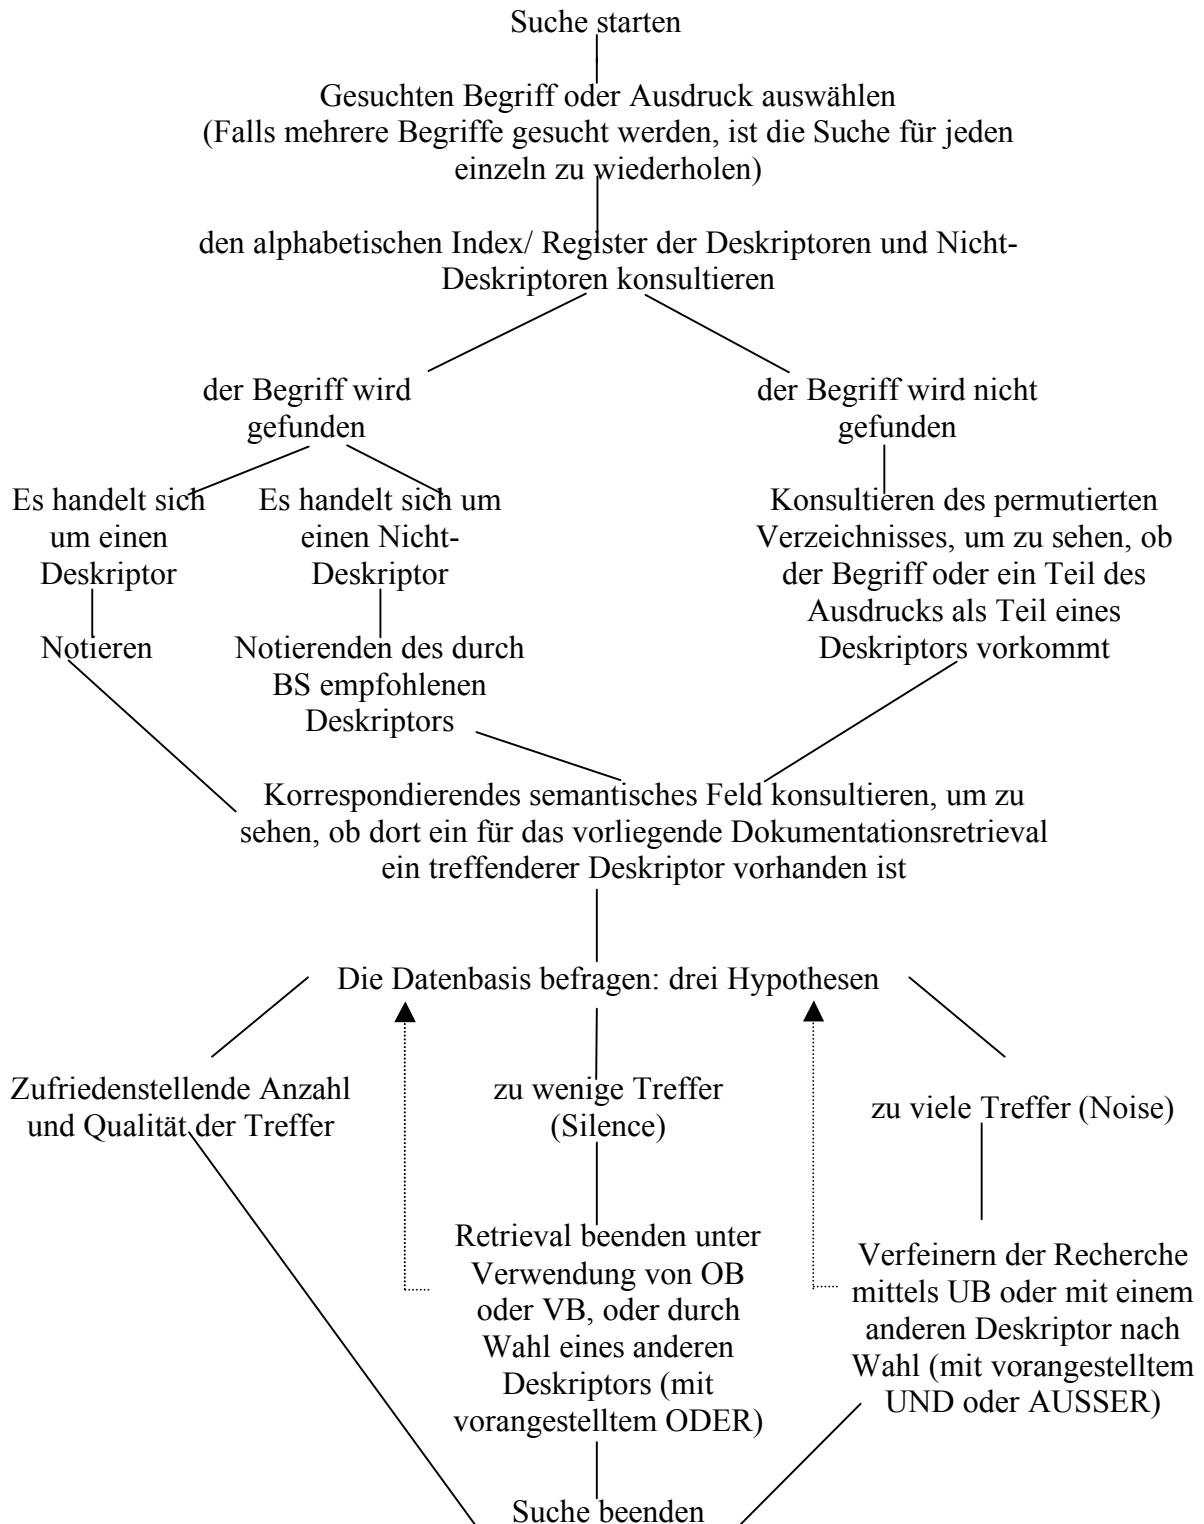 Suche starten
Gesuchten Begriff oder Ausdruck auswählen
(Falls mehrere Begriffe gesucht werden, ist die Suche für jeden
einzeln zu wiederholen)
den alphabetischen Index/ Register der Deskriptoren und Nicht-
Deskriptoren konsultieren
der Begriff wird
gefunden
der Begriff wird nicht
gefunden
Es handelt sich
um einen
Deskriptor
Es handelt sich um
einen Nicht-
Deskriptor
Konsultieren des permutierten
Verzeichnisses, um zu sehen, ob
der Begriff oder ein Teil des
Ausdrucks als Teil eines
Deskriptors vorkommt
Notieren
Notierenden des durch
BS empfohlenen
Deskriptors
Korrespondierendes semantisches Feld konsultieren, um zu
sehen, ob dort ein für das vorliegende Dokumentationsretrieval
ein treffenderer Deskriptor vorhanden ist
Die Datenbasis befragen: drei Hypothesen
Zufriedenstellende Anzahl
und Qualität der Treffer
zu wenige Treffer
(Silence)
zu viele Treffer (Noise)
Retrieval beenden unter
Verwendung von OB
oder VB, oder durch
Wahl eines anderen
Deskriptors (mit
vorangestelltem ODER)
Verfeinern der Recherche
mittels UB oder mit einem
anderen Deskriptor nach
Wahl (mit vorangestelltem
UND oder AUSSER)
Suche beenden